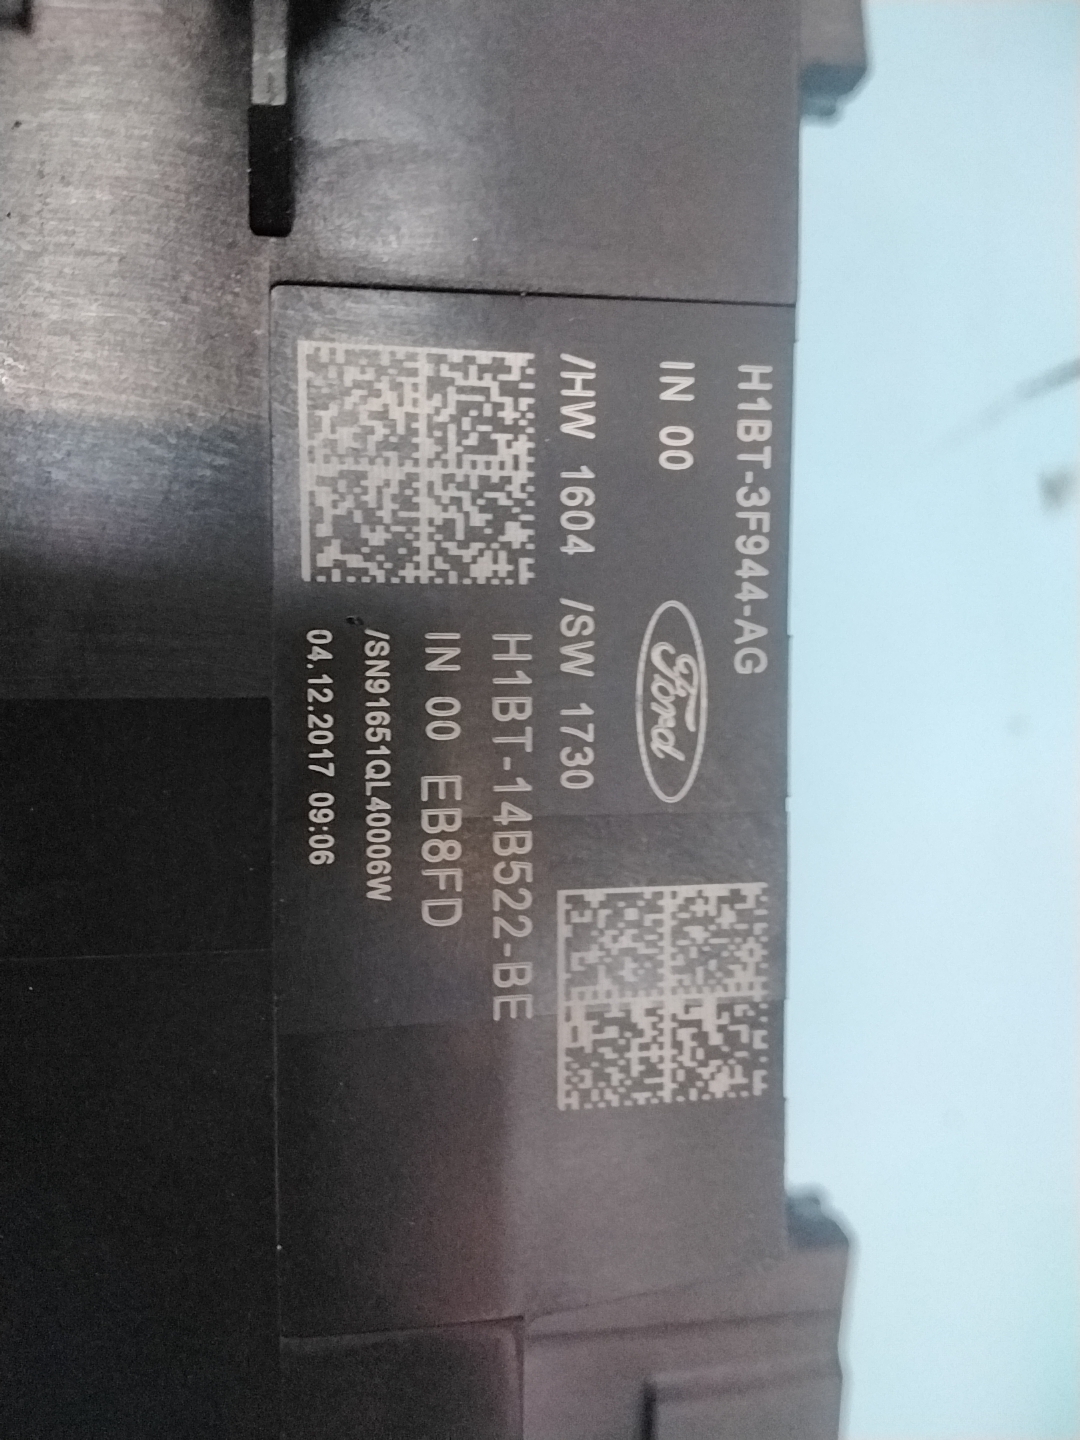 H1BT-3F944-AG
IN 00
Ford
/HW 1604 /SW 1730
H1BT-14B522-BE
IN 00 EB8FD
/SN91651QL40006W
04.12.2017 09:06